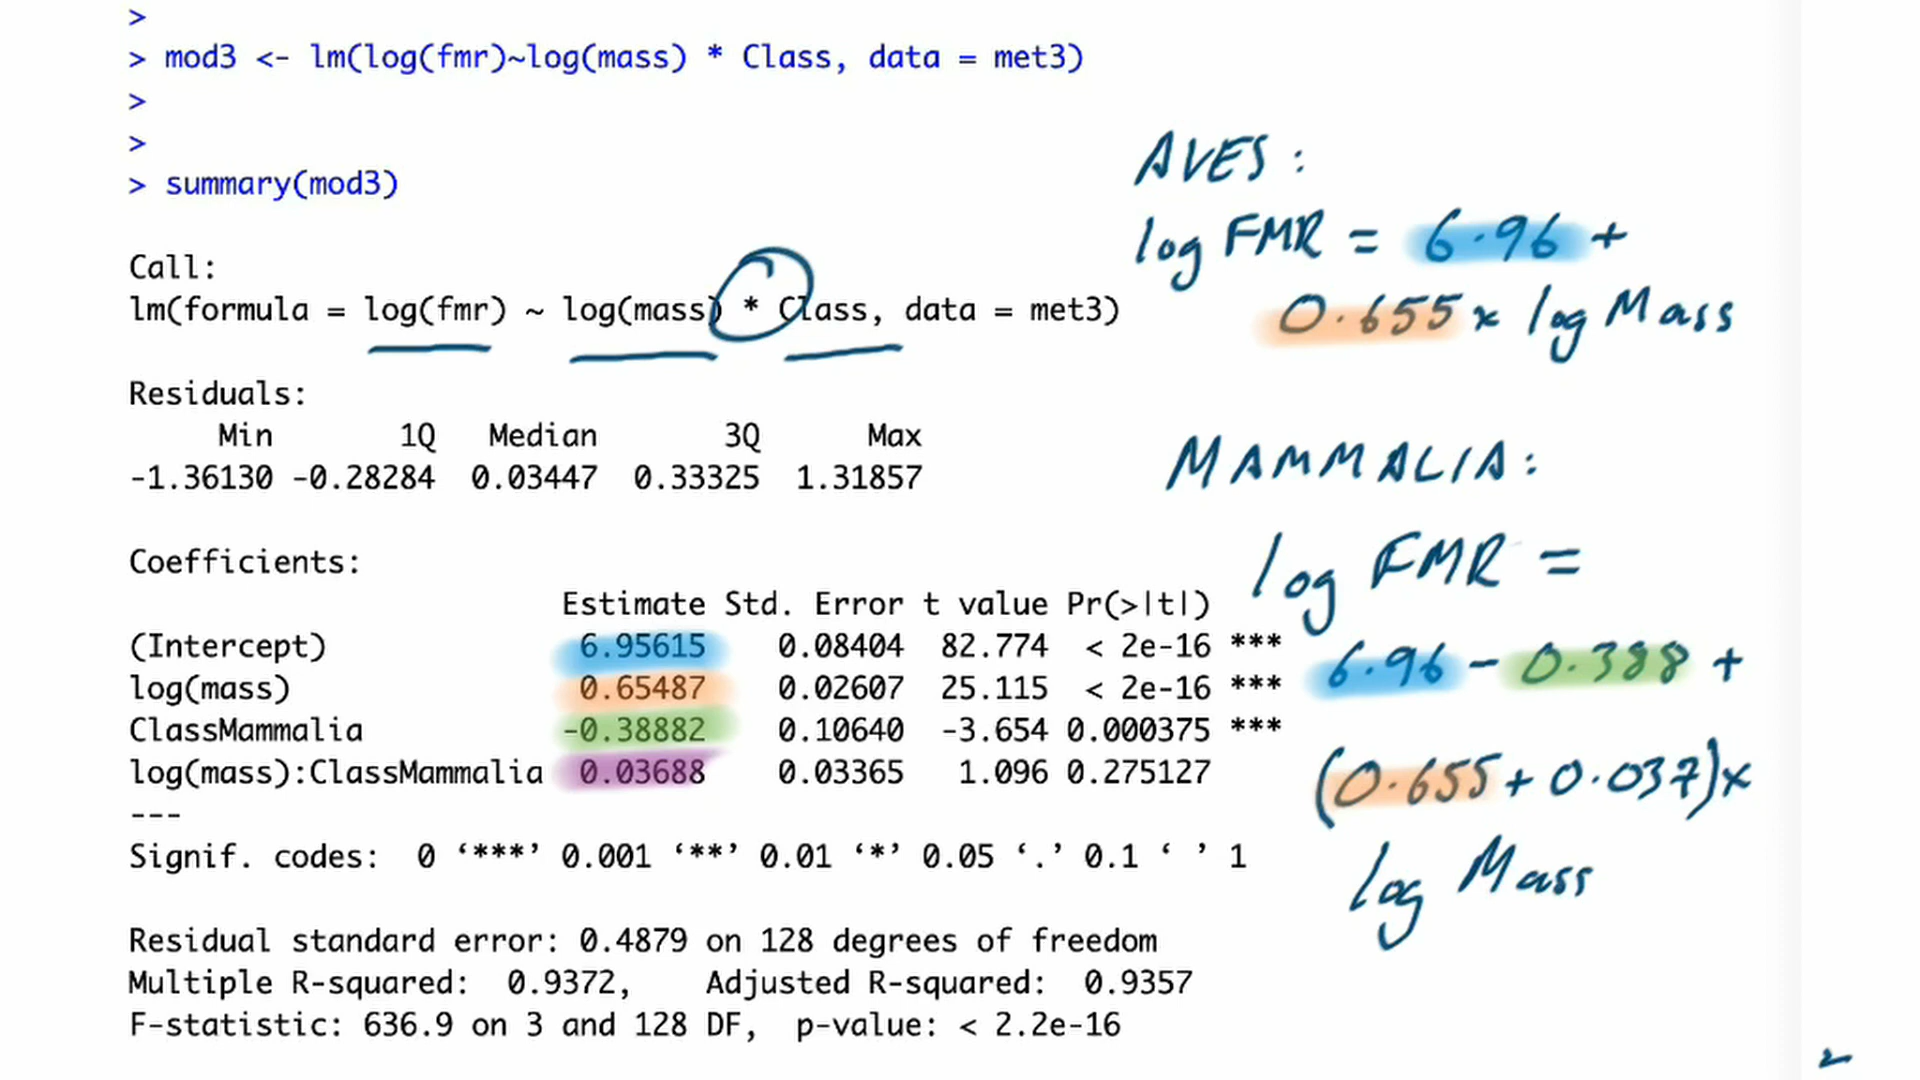 >
> mod3 <- lm(log(fmr)~log(mass) * Class, data = met3)
>
>
> summary(mod3)
Call:
lm(formula = log(fmr) ~ log(mass) * Class, data = met3)
Residuals:
Min 1Q Median 3Q Max
-1.36130 -0.28284 0.03447 0.33325 1.31857
Coefficients:
Estimate Std. Error t value Pr(>|t|)
(Intercept) 6.95615 0.08404 82.774 < 2e-16 ***
log(mass) 0.65487 0.02607 25.115 < 2e-16 ***
ClassMammalia -0.38882 0.10640 -3.654 0.000375 ***
log(mass):ClassMammalia 0.03688 0.03365 1.096 0.275127
---
Signif. codes: 0 ‘***’ 0.001 ‘**’ 0.01 ‘*’ 0.05 ‘.’ 0.1 ‘ ’ 1
Residual standard error: 0.4879 on 128 degrees of freedom
Multiple R-squared: 0.9372, Adjusted R-squared: 0.9357
F-statistic: 636.9 on 3 and 128 DF, p-value: < 2.2e-16
AVES:
log FMR = 6.96 +
0.655 x log Mass
MAMMALIA:
log FMR =
6.96 - 0.388 +
(0.655 + 0.037) x
log Mass